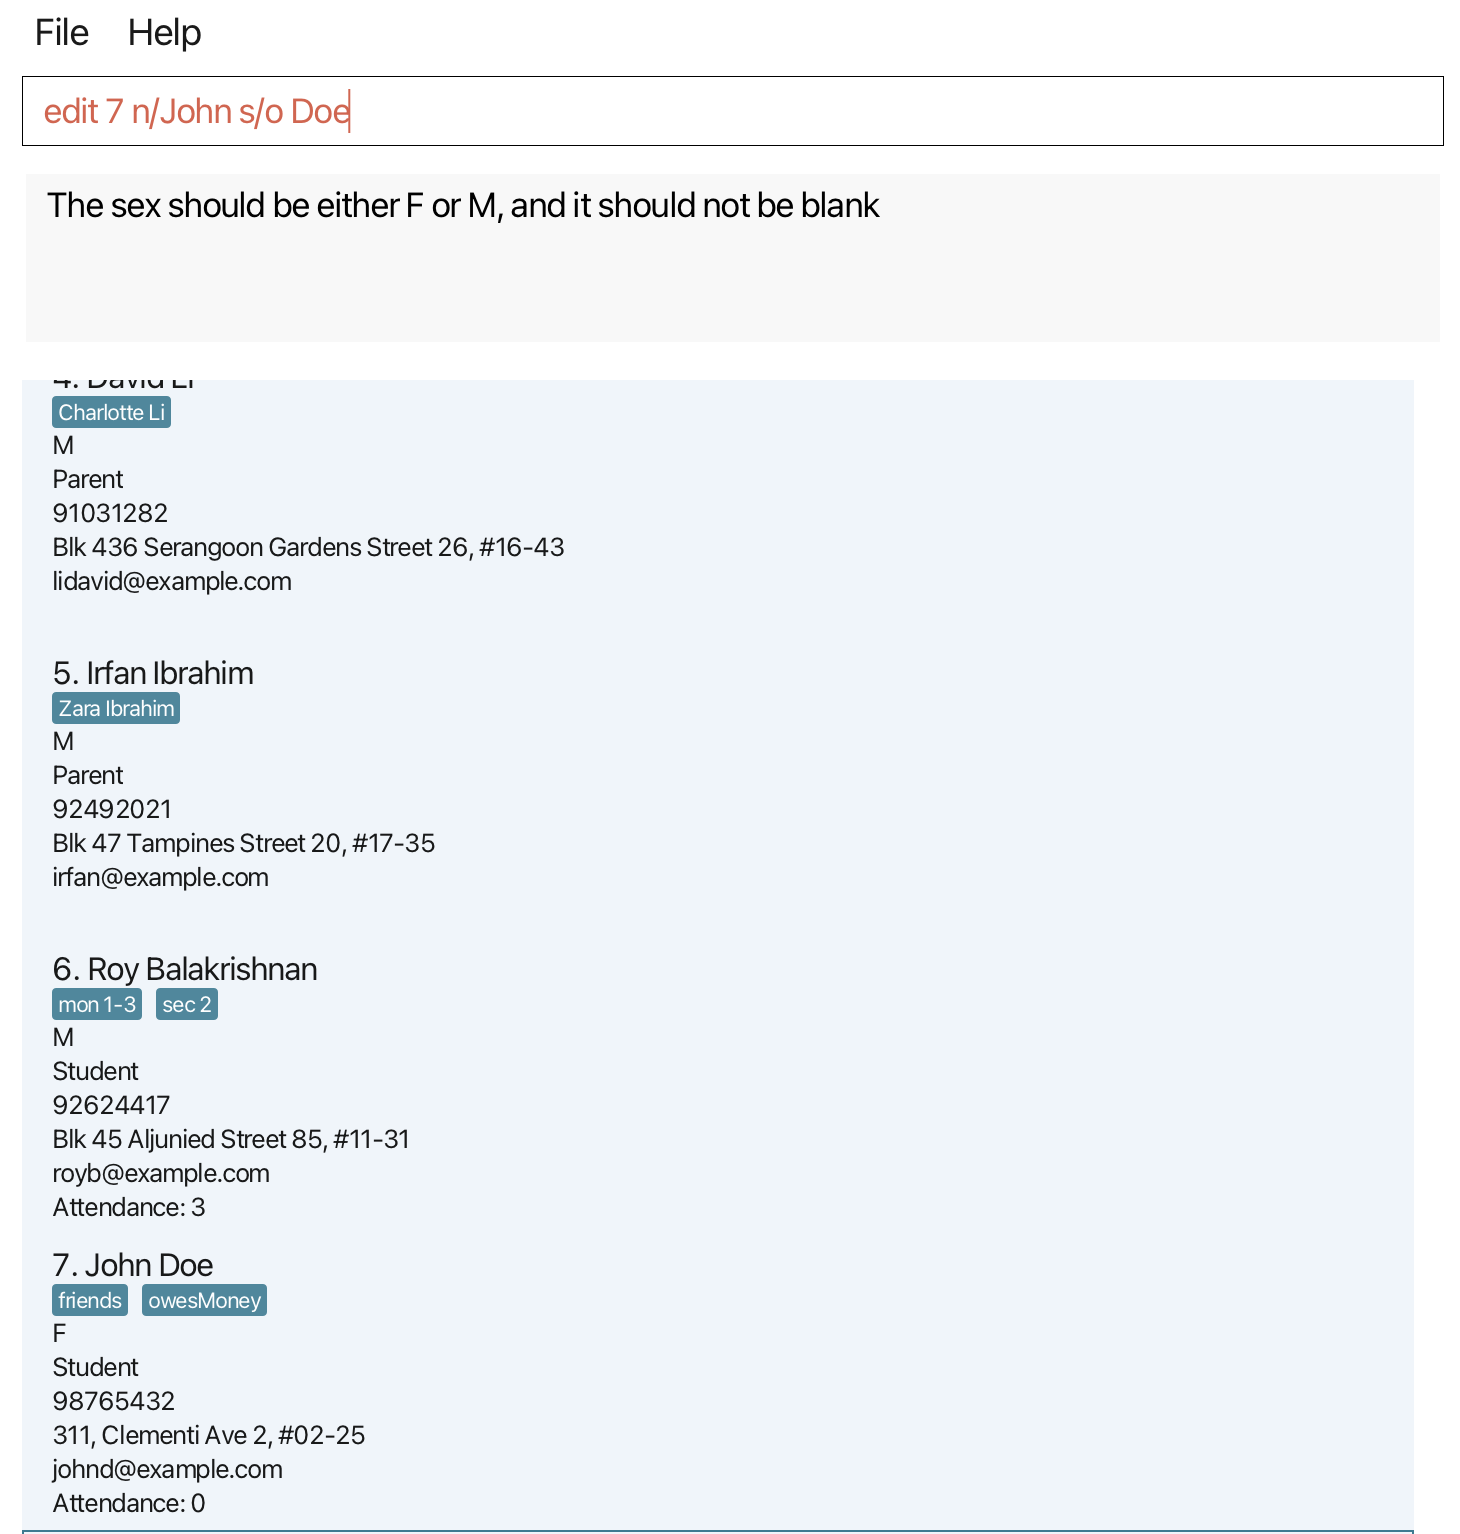 File Help
edit 7 n/John s/o Doe
The sex should be either F or M, and it should not be blank
4. David Li
Charlotte Li
M
Parent
91031282
Blk 436 Serangoon Gardens Street 26, #16-43
lidavid@example.com
5. Irfan Ibrahim
Zara Ibrahim
M
Parent
92492021
Blk 47 Tampines Street 20, #17-35
irfan@example.com
6. Roy Balakrishnan
mon 1-3 sec 2
M
Student
92624417
Blk 45 Aljunied Street 85, #11-31
royb@example.com
Attendance: 3
7. John Doe
friends owesMoney
F
Student
98765432
311, Clementi Ave 2, #02-25
johnd@example.com
Attendance: 0